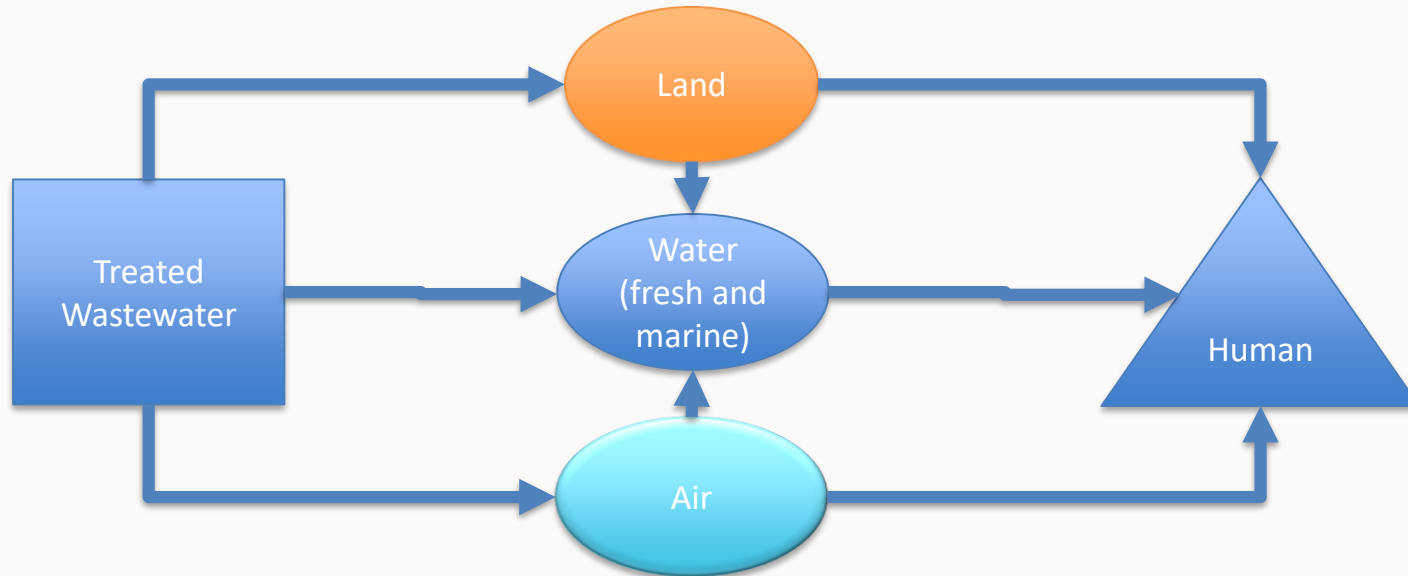 Land
Treated
Wastewater
Water
(fresh and
marine)
Human
Air